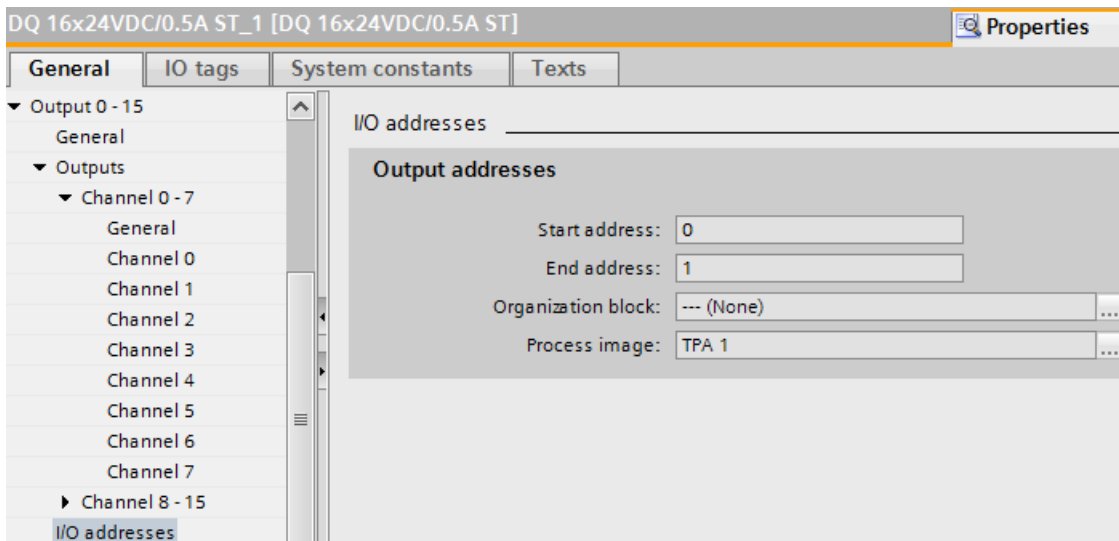 DQ 16x24VDC/0.5A ST_1 [DQ 16x24VDC/0.5A ST]
Properties
General
IO tags
System constants
Texts
Output 0 - 15
General
Outputs
Channel 0 - 7
General
Channel 0
Channel 1
Channel 2
Channel 3
Channel 4
Channel 5
Channel 6
Channel 7
Channel 8 - 15
I/O addresses
I/O addresses
Output addresses
Start address: 0
End address: 1
Organization block: --- (None)
...
Process image: TPA 1
...